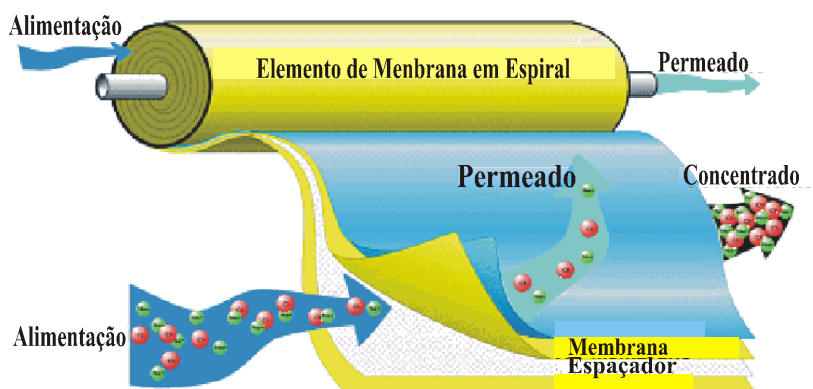 Alimentação
Elemento de Menbrana em Espiral
Permeado
Permeado
Concentrado
Alimentação
Membrana
Espaçador